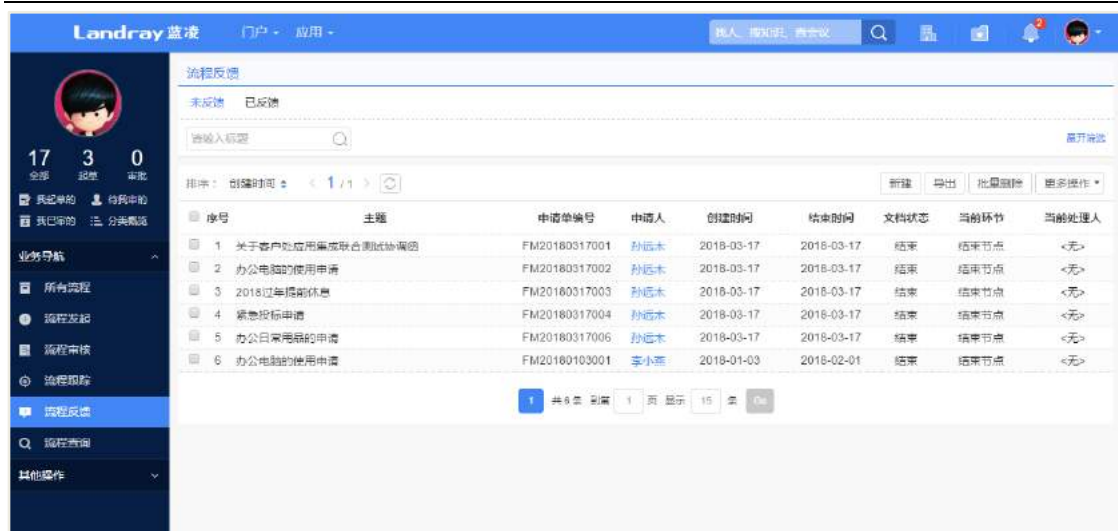 Landray 蓝凌 门户 应用 找人、搜知识、查会议 2
17 3 0
全部 起草 审批
我起草的 待我审的
我已审的 分类概览
业务导航
所有流程
流程发起
流程审核
流程跟踪
流程反馈
流程查询
其他操作
流程反馈
未反馈 已反馈
请输入标题 展开筛选
排序: 创建时间 1 / 1 新建 导出 批量删除 更多操作
序号 主题 申请单编号 申请人 创建时间 结束时间 文档状态 当前环节 当前处理人
1 关于客户处应用集成联合测试协调函 FM20180317001 孙远木 2018-03-17 2018-03-17 结束 结束节点 <无>
2 办公电脑的使用申请 FM20180317002 孙远木 2018-03-17 2018-03-17 结束 结束节点 <无>
3 2018过年提前休息 FM20180317003 孙远木 2018-03-17 2018-03-17 结束 结束节点 <无>
4 紧急投标申请 FM20180317004 孙远木 2018-03-17 2018-03-17 结束 结束节点 <无>
5 办公日常用品的申请 FM20180317006 孙远木 2018-03-17 2018-03-17 结束 结束节点 <无>
6 办公电脑的使用申请 FM20180103001 李小燕 2018-01-03 2018-02-01 结束 结束节点 <无>
1 共6条 到第 1 页 显示 15 条 Go